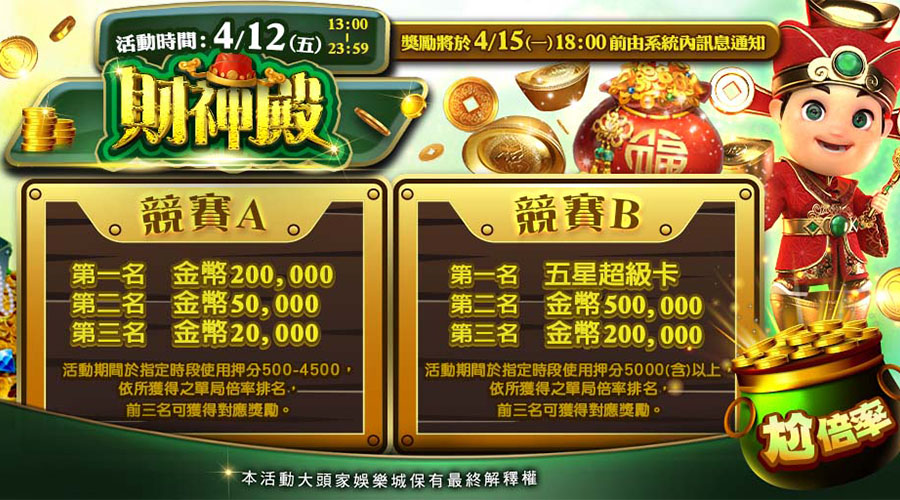 活動時間：4/12(五) 13:00-23:59
獎勵將於4/15(一)18:00前由系統內訊息通知
財神殿
福
競賽A
第一名 金幣200,000
第二名 金幣50,000
第三名 金幣20,000
活動期間於指定時段使用押分500-4500，
依所獲得之單局倍率排名，
前三名可獲得對應獎勵。
競賽B
第一名 五星超級卡
第二名 金幣500,000
第三名 金幣200,000
活動期間於指定時段使用押分5000(含)以上，
依所獲得之單局倍率排名，
前三名可獲得對應獎勵。
尬倍率
本活動大頭家娛樂城保有最終解釋權